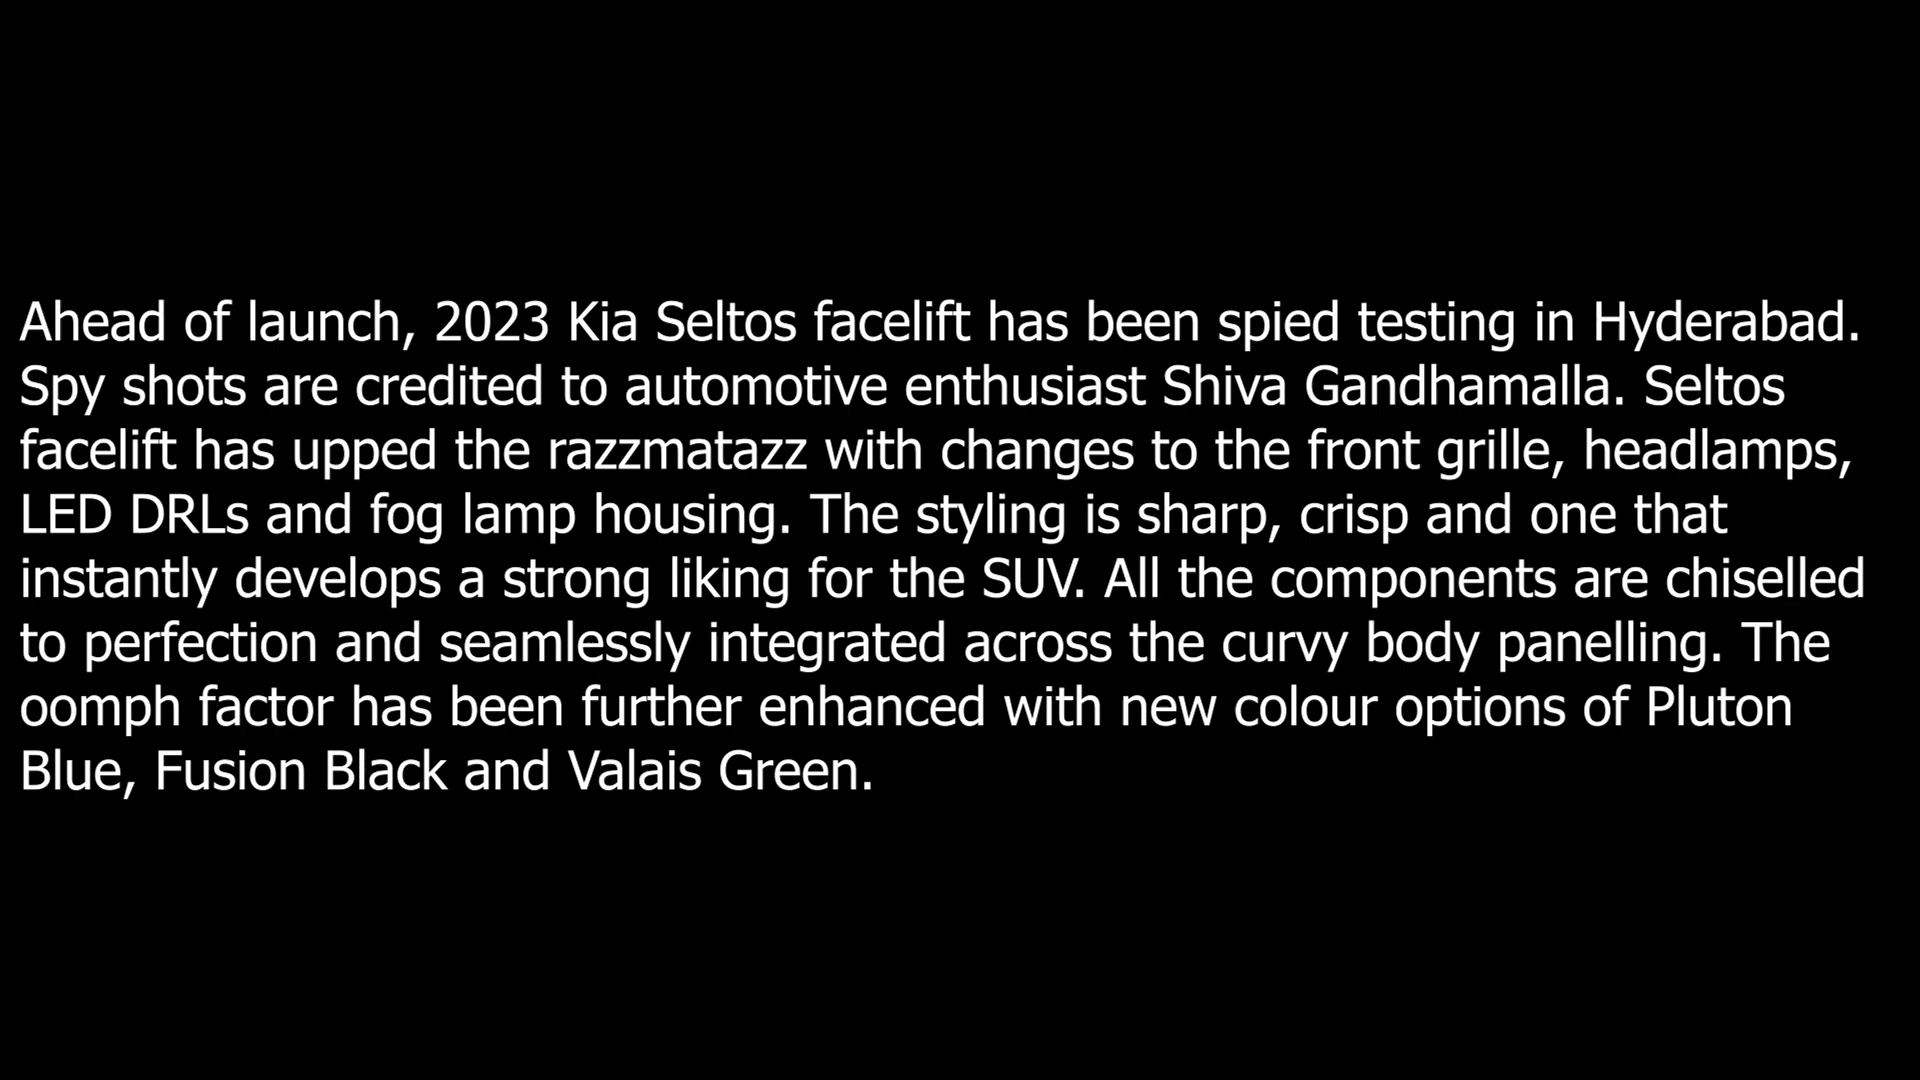 Ahead of launch, 2023 Kia Seltos facelift has been spied testing in Hyderabad.
Spy shots are credited to automotive enthusiast Shiva Gandhamalla. Seltos
facelift has upped the razzmatazz with changes to the front grille, headlamps,
LED DRLs and fog lamp housing. The styling is sharp, crisp and one that
instantly develops a strong liking for the SUV. All the components are chiselled
to perfection and seamlessly integrated across the curvy body panelling. The
oomph factor has been further enhanced with new colour options of Pluton
Blue, Fusion Black and Valais Green.